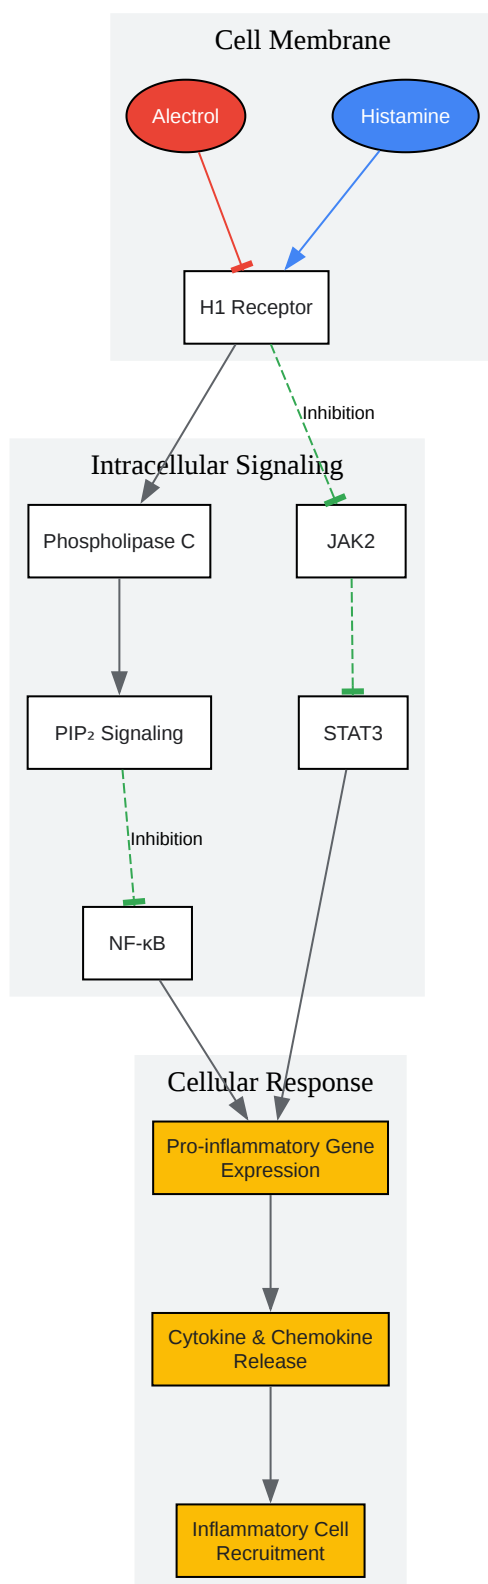 Cell Membrane
Alectrol
Histamine
H1 Receptor
Inhibition
Intracellular Signaling
Phospholipase C
JAK2
PIP₂ Signaling
STAT3
Inhibition
NF-κB
Cellular Response
Pro-inflammatory Gene
Expression
Cytokine & Chemokine
Release
Inflammatory Cell
Recruitment